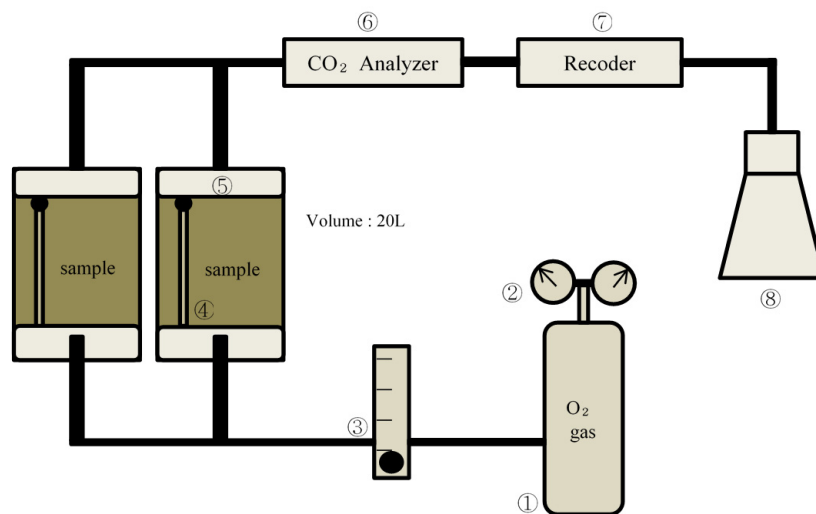 ⑥ ⑦
CO₂ Analyzer Recoder
⑤
Volume : 20L
sample sample
② ⑧
④
O₂
gas
③
①